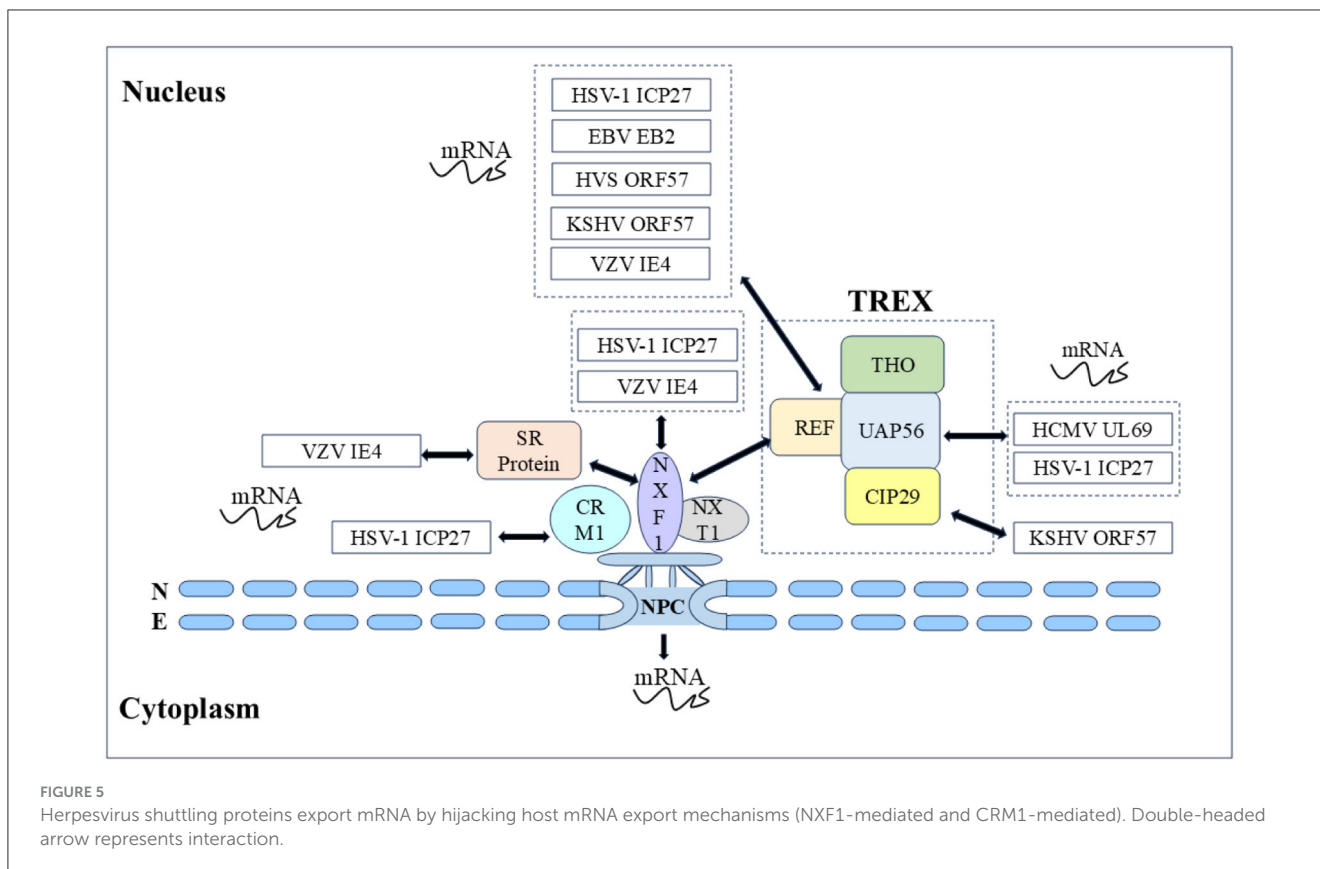 Nucleus
mRNA
HSV-1 ICP27
EBV EB2
HVS ORF57
KSHV ORF57
VZV IE4
TREX
HSV-1 ICP27
VZV IE4
THO
REF
UAP56
CIP29
mRNA
HCMV UL69
HSV-1 ICP27
KSHV ORF57
VZV IE4
SR
Protein
mRNA
HSV-1 ICP27
CR
M1
N
X
F
1
NX
T1
N
E
NPC
mRNA
Cytoplasm
FIGURE 5
Herpesvirus shuttling proteins export mRNA by hijacking host mRNA export mechanisms (NXF1-mediated and CRM1-mediated). Double-headed
arrow represents interaction.